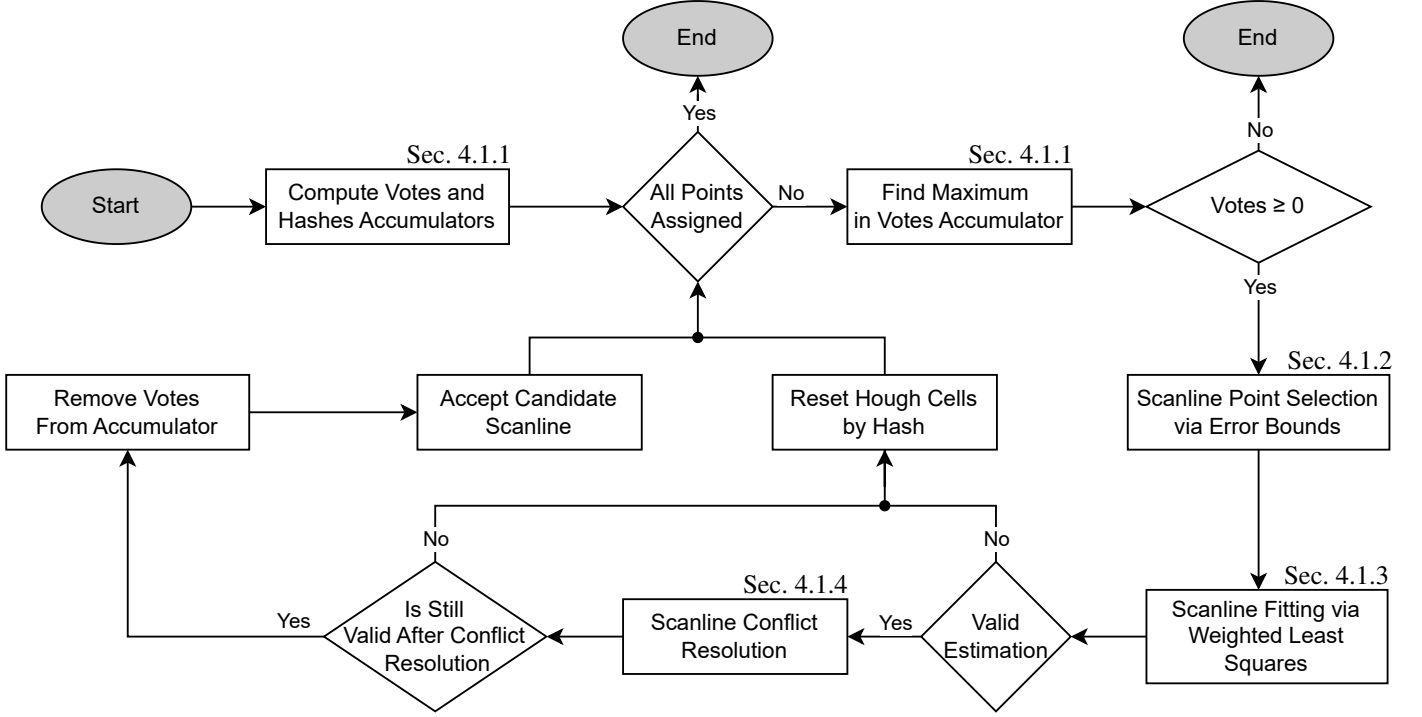 End
End
Yes
No
Sec. 4.1.1
Sec. 4.1.1
Start
Compute Votes and
Hashes Accumulators
All Points
Assigned
No
Find Maximum
in Votes Accumulator
Votes ≥ 0
Yes
Sec. 4.1.2
Remove Votes
From Accumulator
Accept Candidate
Scanline
Reset Hough Cells
by Hash
Scanline Point Selection
via Error Bounds
No
No
Sec. 4.1.4
Sec. 4.1.3
Yes
Is Still
Valid After Conflict
Resolution
Scanline Conflict
Resolution
Yes
Valid
Estimation
Scanline Fitting via
Weighted Least
Squares